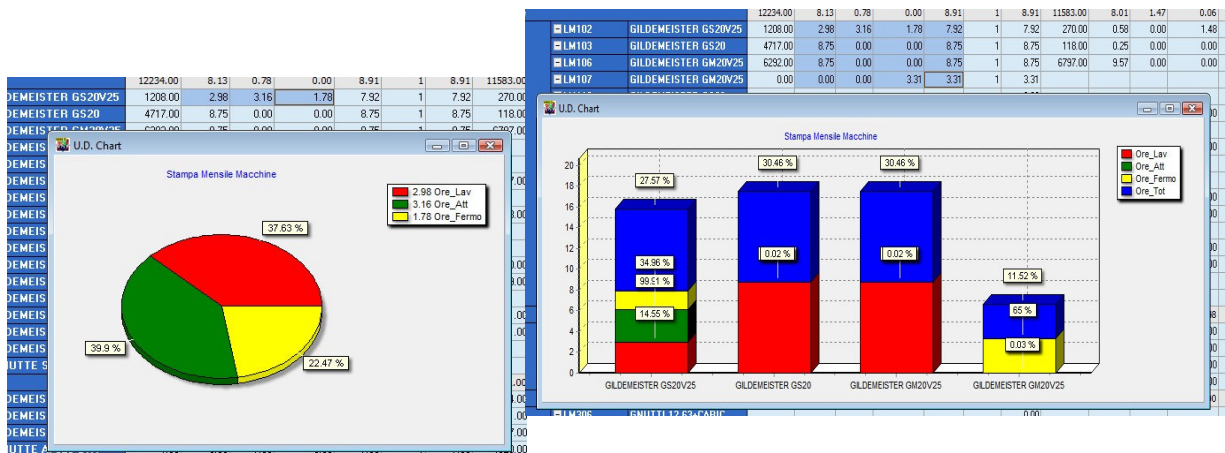 12234.00 8.13 0.78 0.00 8.91 1 8.91 11583.00
DEMEISTER GS20V25 1208.00 2.98 3.16 1.78 7.92 1 7.92 270.00
DEMEISTER GS20 4717.00 8.75 0.00 0.00 8.75 1 8.75 118.00
U.D. Chart
Stampa Mensile Macchine
2.98 Ore_Lav
3.16 Ore_Att
1.78 Ore_Fermo
37.63 %
39.9 %
22.47 %
12234.00 8.13 0.78 0.00 8.91 1 8.91 11583.00 8.01 1.47 0.06
LM102 GILDEMEISTER GS20V25 1208.00 2.98 3.16 1.78 7.92 1 7.92 270.00 0.58 0.00 1.48
LM103 GILDEMEISTER GS20 4717.00 8.75 0.00 0.00 8.75 1 8.75 118.00 0.25 0.00 0.00
LM106 GILDEMEISTER GM20V25 6292.00 8.75 0.00 0.00 8.75 1 8.75 6797.00 9.57 0.00 0.00
LM107 GILDEMEISTER GM20V25 0.00 0.00 0.00 3.31 3.31 1 3.31
U.D. Chart
Stampa Mensile Macchine
Ore_Lav
Ore_Att
Ore_Fermo
Ore_Tot
27.57 %
30.46 %
30.46 %
11.52 %
34.96 %
14.55 %
0.02 %
0.02 %
65 %
0.03 %
20
18
16
14
12
10
8
6
4
2
0
GILDEMEISTER GS20V25
GILDEMEISTER GS20
GILDEMEISTER GM20V25
GILDEMEISTER GM20V25